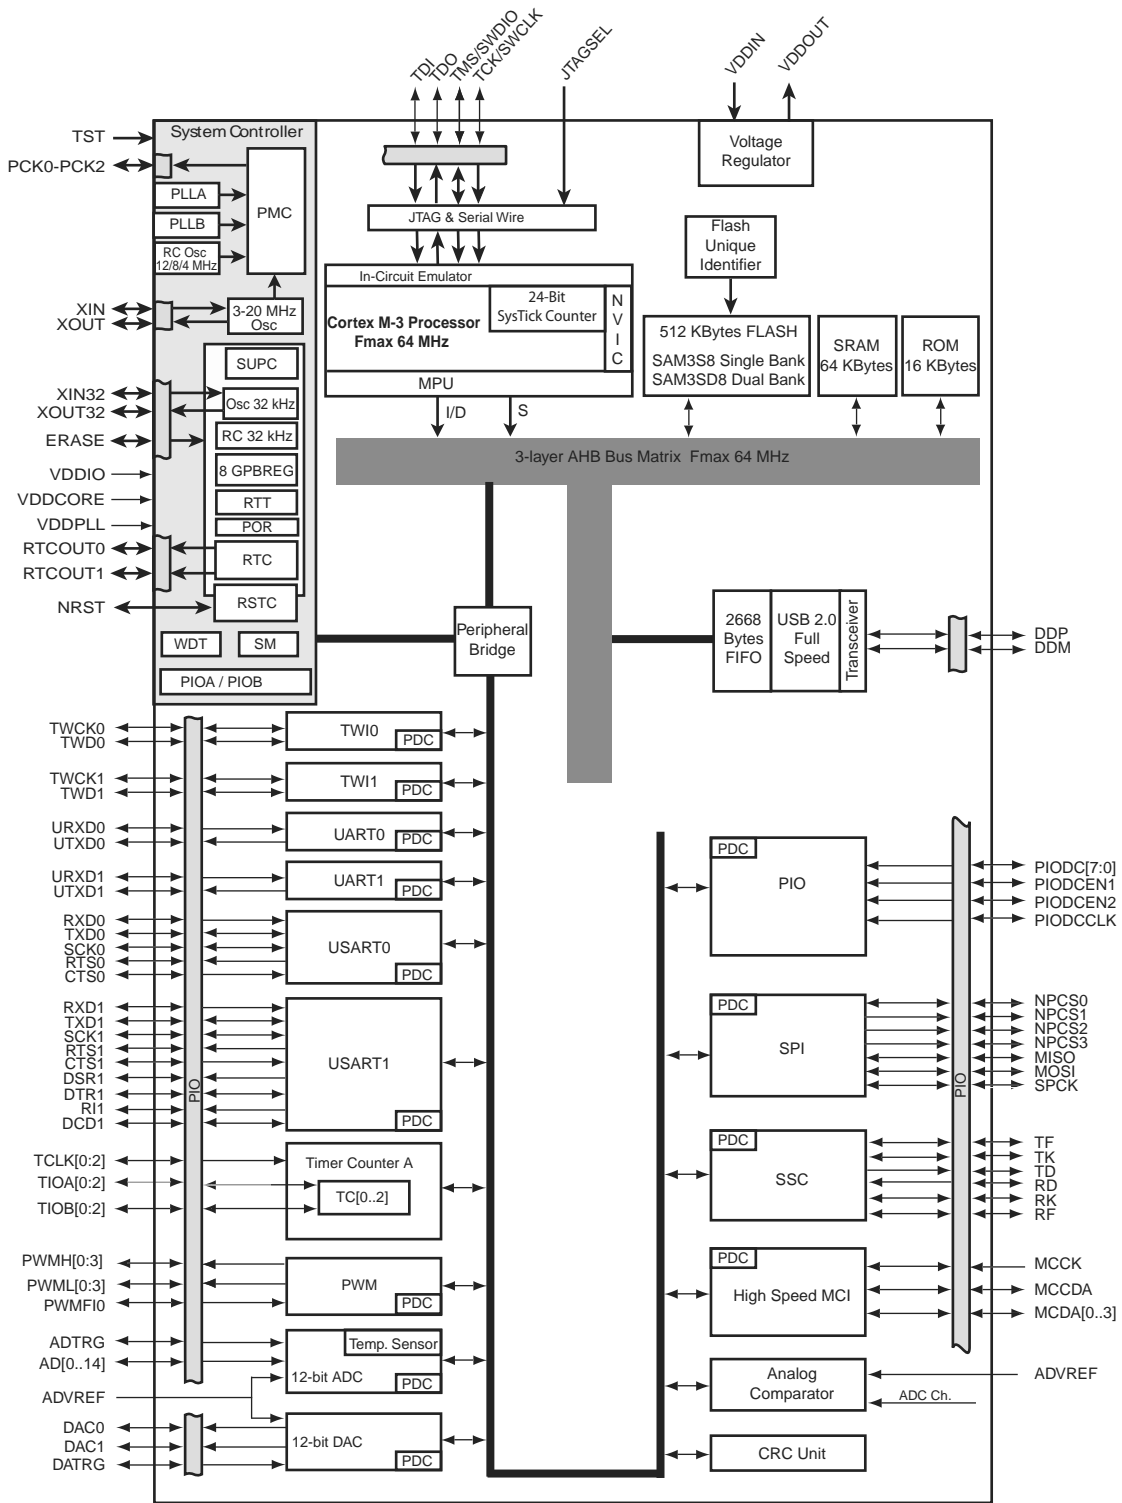 TDI
TDO
TMS/SWDIO
TCK/SWCLK
JTAGSEL
VDDIN
VDDOUT
System Controller
TST
PCK0-PCK2
PLLA
PLLB
RC Osc
12/8/4 MHz
PMC
XIN
XOUT
3-20 MHz
Osc
SUPC
XIN32
XOUT32
Osc 32 kHz
ERASE
RC 32 kHz
8 GPBREG
VDDIO
RTT
VDDCORE
POR
VDDPLL
RTCOUT0
RTCOUT1
RTC
NRST
RSTC
WDT
SM
PIOA / PIOB
JTAG & Serial Wire
In-Circuit Emulator
24-Bit
SysTick Counter
N
V
I
C
Cortex M-3 Processor
Fmax 64 MHz
MPU
I/D
S
Voltage
Regulator
Flash
Unique
Identifier
512 KBytes FLASH
SAM3S8 Single Bank
SAM3SD8 Dual Bank
SRAM
64 KBytes
ROM
16 KBytes
3-layer AHB Bus Matrix Fmax 64 MHz
Peripheral
Bridge
2668
Bytes
FIFO
USB 2.0
Full
Speed
Transceiver
DDP
DDM
TWCK0
TWD0
TWI0
PDC
TWCK1
TWD1
TWI1
PDC
URXD0
UTXD0
UART0
PDC
URXD1
UTXD1
UART1
PDC
RXD0
TXD0
SCK0
RTS0
CTS0
USART0
PDC
RXD1
TXD1
SCK1
RTS1
CTS1
DSR1
DTR1
RI1
DCD1
PIO
USART1
PDC
TCLK[0:2]
TIOA[0:2]
TIOB[0:2]
Timer Counter A
TC[0..2]
PWMH[0:3]
PWML[0:3]
PWMFI0
PWM
PDC
ADTRG
AD[0..14]
Temp. Sensor
12-bit ADC
PDC
ADVREF
DAC0
DAC1
DATRG
12-bit DAC
PDC
PDC
PIO
PIODC[7:0]
PIODCEN1
PIODCEN2
PIODCCLK
PDC
SPI
PIO
NPCS0
NPCS1
NPCS2
NPCS3
MISO
MOSI
SPCK
PDC
SSC
TF
TK
TD
RD
RK
RF
PDC
High Speed MCI
MCCK
MCCDA
MCDA[0..3]
Analog
Comparator
ADVREF
ADC Ch.
CRC Unit